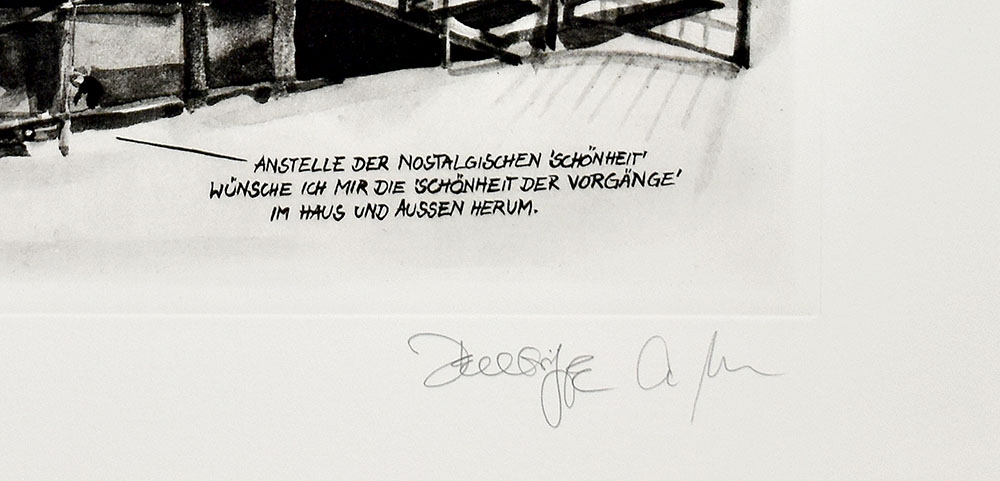 ANSTELLE DER NOSTALGISCHEN 'SCHÖNHEIT'
WÜNSCHE ICH MIR DIE 'SCHÖNHEIT DER VORGÄNGE'
IM HAUS UND AUSSEN HERUM.